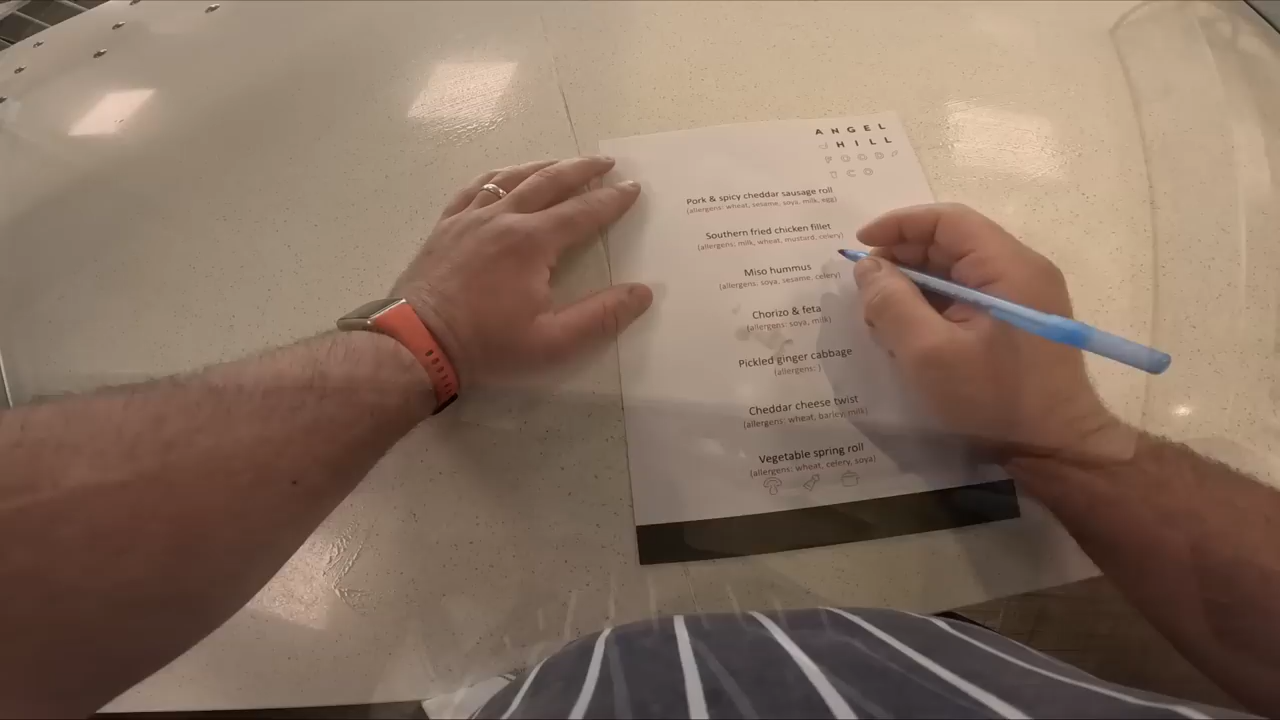 ANGEL
HILL
FOOD
CO
Pork & spicy cheddar sausage roll
(allergens: wheat, sesame, soya, milk, egg)
Southern fried chicken fillet
(allergens: milk, wheat, mustard, celery)
Miso hummus
(allergens, soya, sesame, celery)
Chorizo & feta
(allergens: soya, milk)
Pickled ginger cabbage
(allergens: )
Cheddar cheese twist
(allergens: wheat, barley, milk)
Vegetable spring roll
(allergens: wheat, celery, soya)